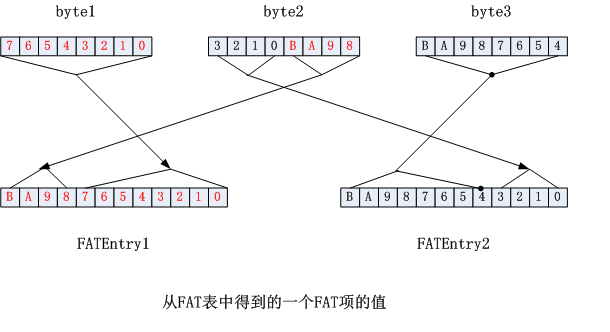 byte1 byte2 byte3
7 6 5 4 3 2 1 0 3 2 1 0 B A 9 8 B A 9 8 7 6 5 4
B A 9 8 7 6 5 4 3 2 1 0 B A 9 8 7 6 5 4 3 2 1 0
FATEntry1 FATEntry2
从FAT表中得到的一个FAT项的值